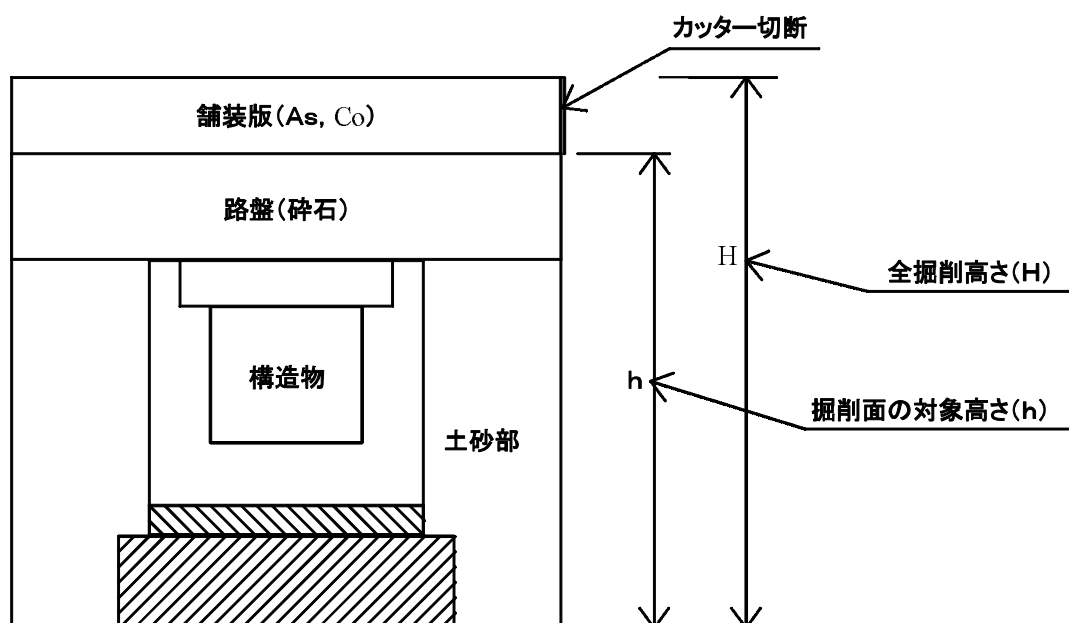 カッター切断
舗装版(As, Co)
路盤(砕石)
H
全掘削高さ(H)
構造物
h
掘削面の対象高さ(h)
土砂部